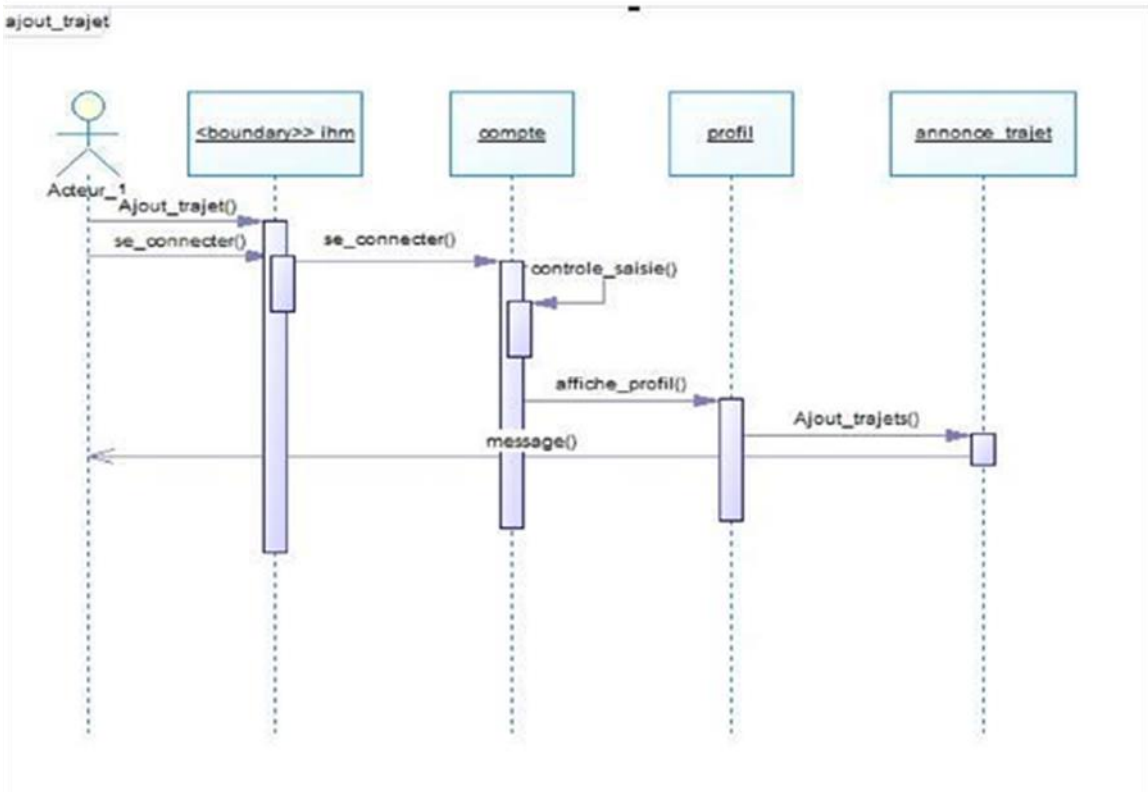 ajout_trajet
<boundary>> ihm
compte
profil
annonce_trajet
Acteur_1
Ajout_trajet()
se_connecter()
se_connecter()
controle_saisie()
affiche_profil()
Ajout_trajets()
message()